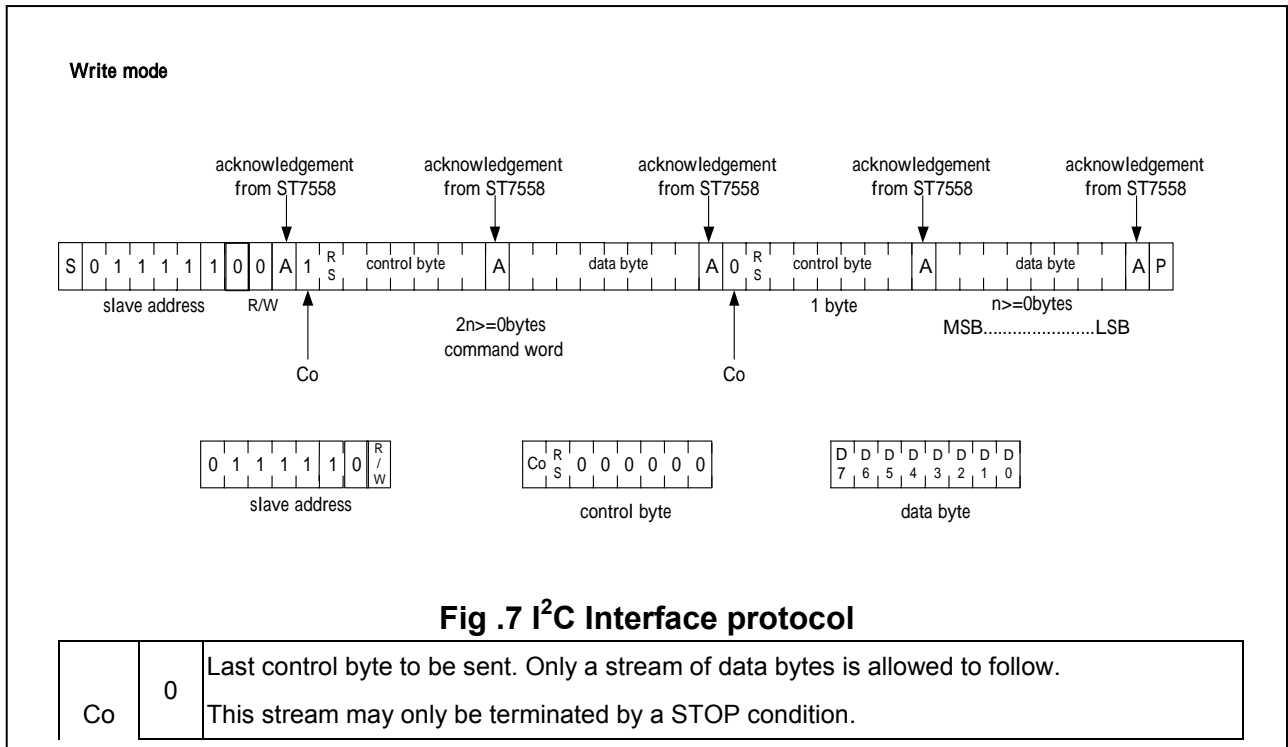 Write mode
acknowledgement acknowledgement acknowledgement acknowledgement acknowledgement
from ST7558 from ST7558 from ST7558 from ST7558 from ST7558
S 0 1 1 1 1 1 0 0 A 1 RS control byte A data byte A 0 RS control byte A data byte A P
slave address R/W 1 byte n>=0bytes
2n>=0bytes MSB.......................LSB
command word
Co Co
0 1 1 1 1 1 0 R/W Co RS 0 0 0 0 0 0 D7 D6 D5 D4 D3 D2 D1 D0
slave address control byte data byte
Fig .7 I²C Interface protocol
Co 0 Last control byte to be sent. Only a stream of data bytes is allowed to follow.
This stream may only be terminated by a STOP condition.